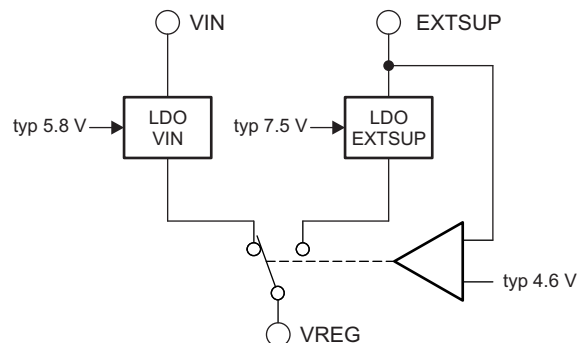 VIN
EXTSUP
typ 5.8 V
LDO
VIN
typ 7.5 V
LDO
EXTSUP
typ 4.6 V
VREG